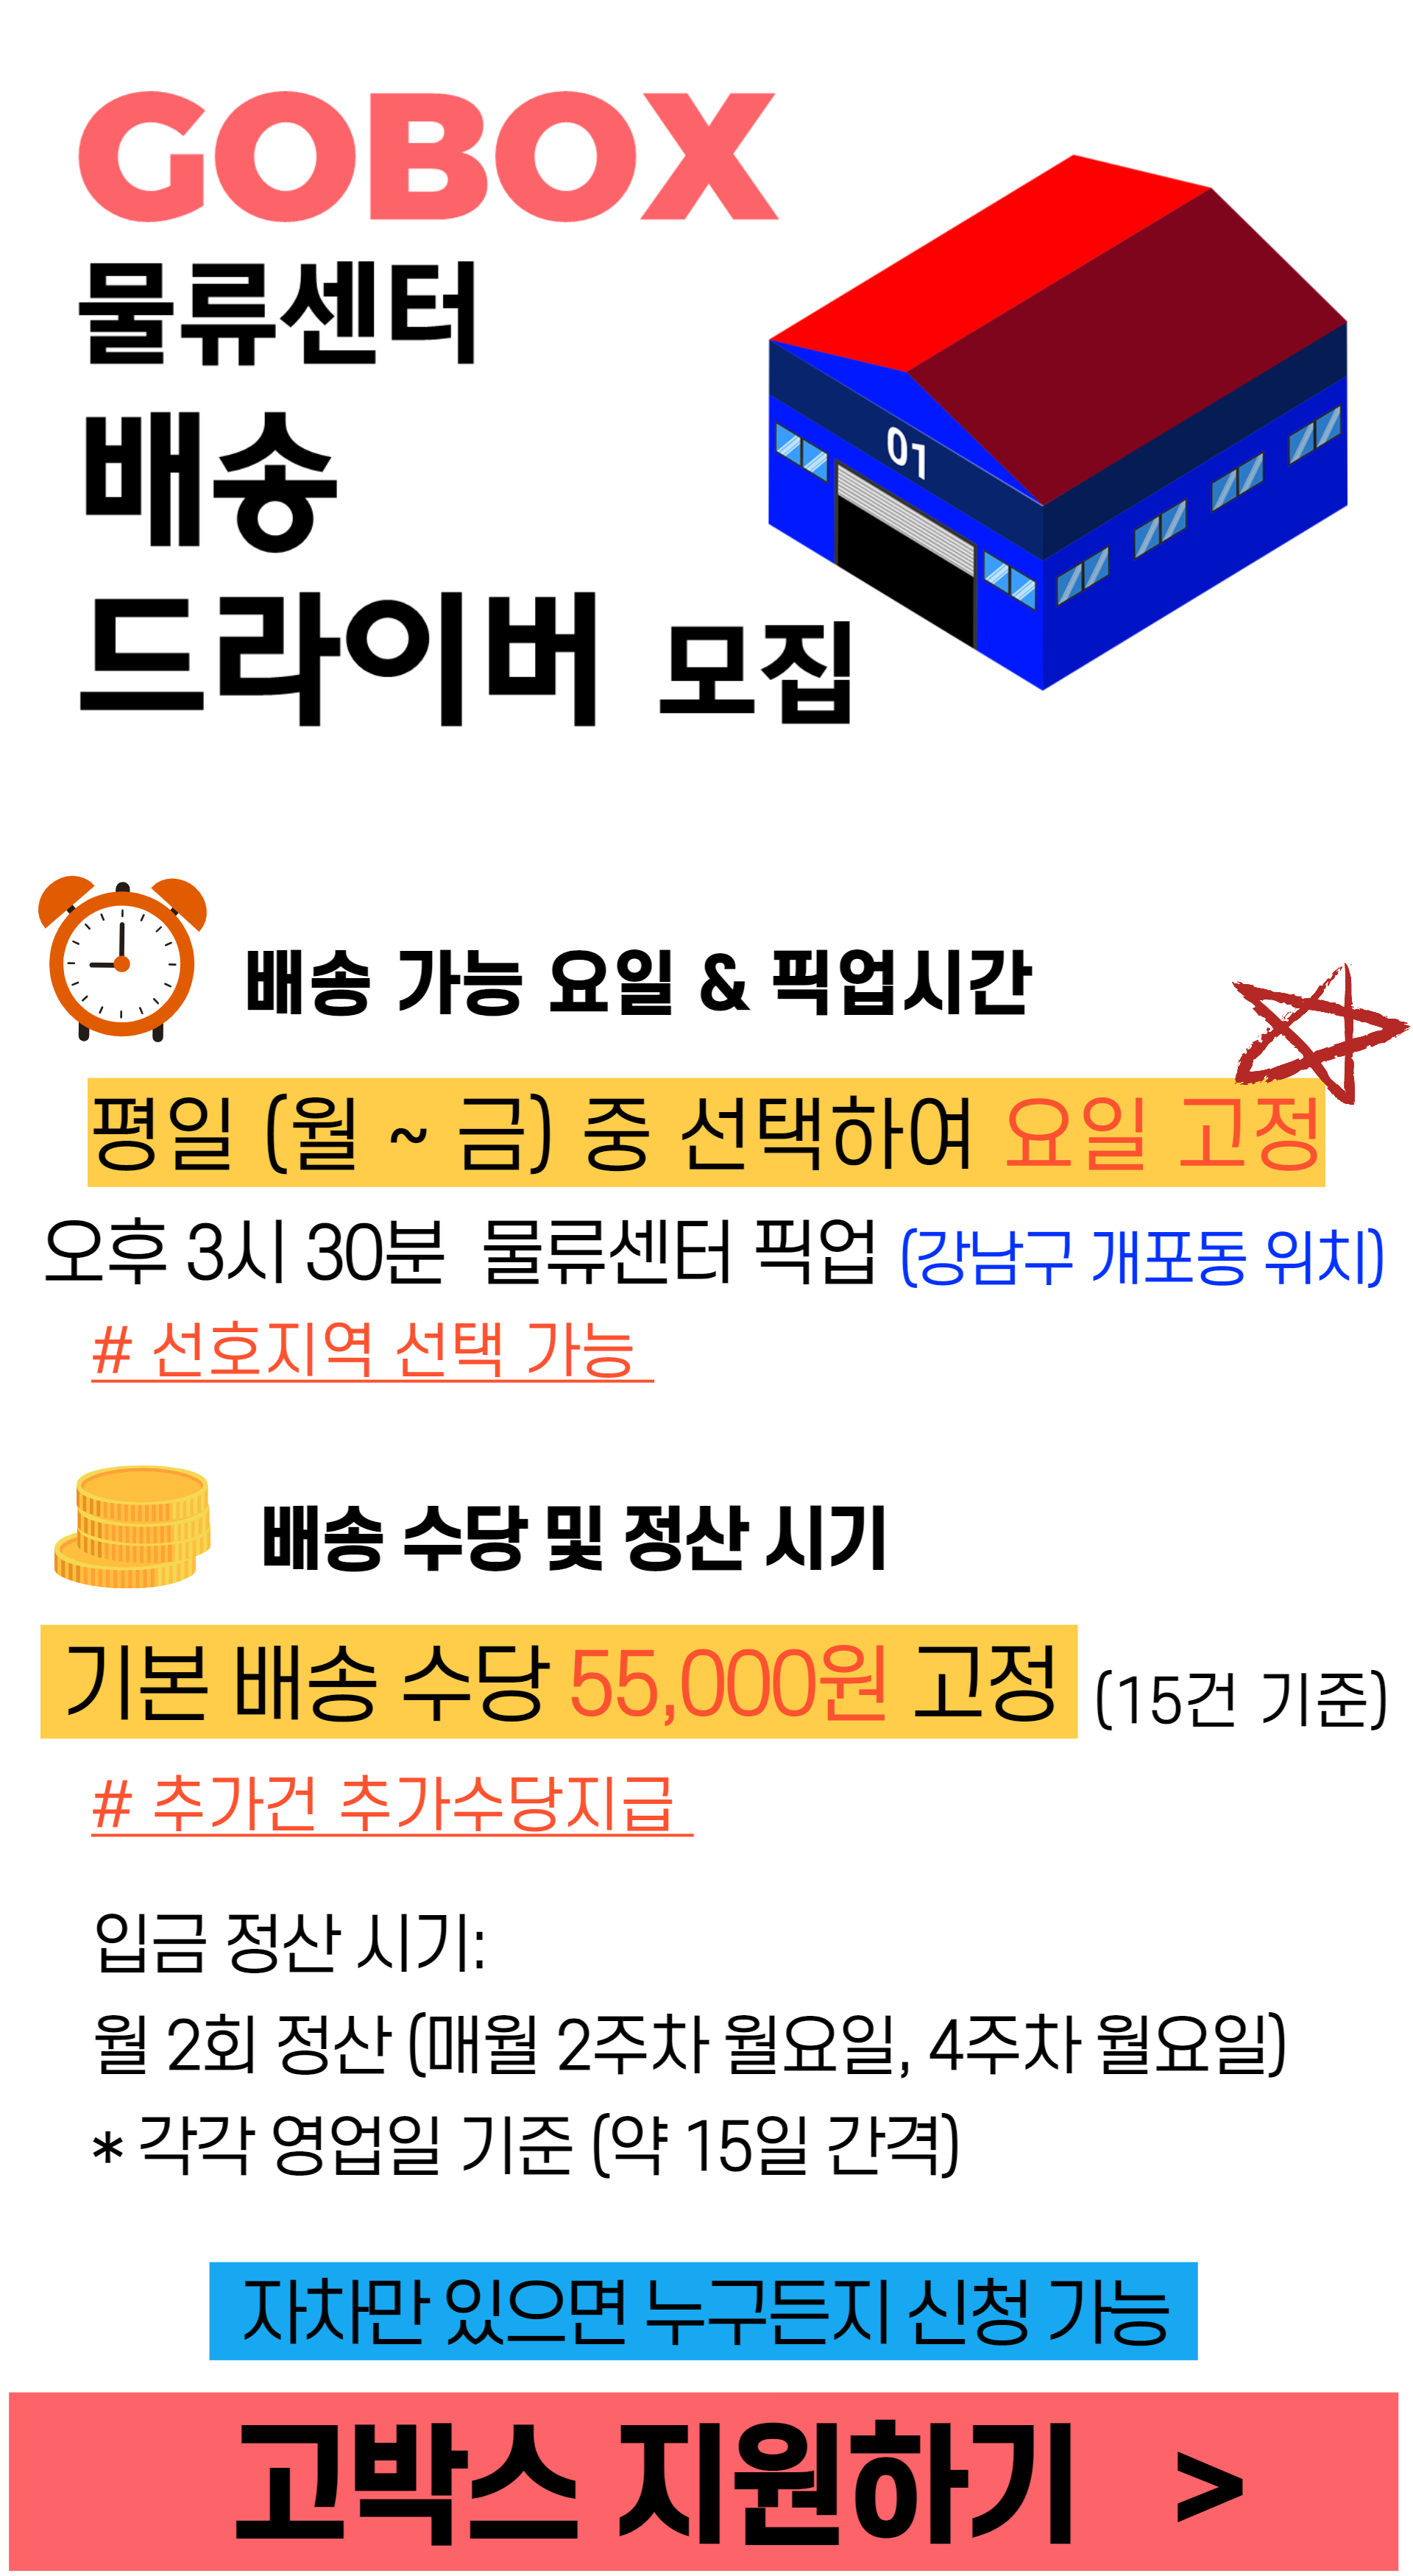 GOBOX
물류센터
배송
드라이버 모집
01
배송 가능 요일 & 픽업시간
평일 (월 ~ 금) 중 선택하여 요일 고정
오후 3시 30분 물류센터 픽업 (강남구 개포동 위치)
# 선호지역 선택 가능
배송 수당 및 정산 시기
기본 배송 수당 55,000원 고정 (15건 기준)
# 추가건 추가수당지급
입금 정산 시기:
월 2회 정산 (매월 2주차 월요일, 4주차 월요일)
* 각각 영업일 기준 (약 15일 간격)
자차만 있으면 누구든지 신청 가능
고박스 지원하기 >